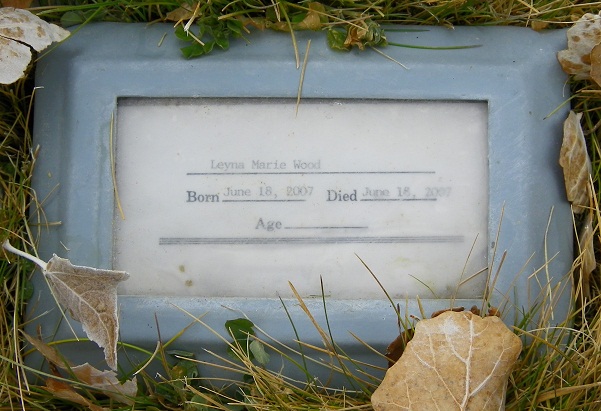 Leyna Marie Wood
Born June 18, 2007 Died June 18, 2007
Age